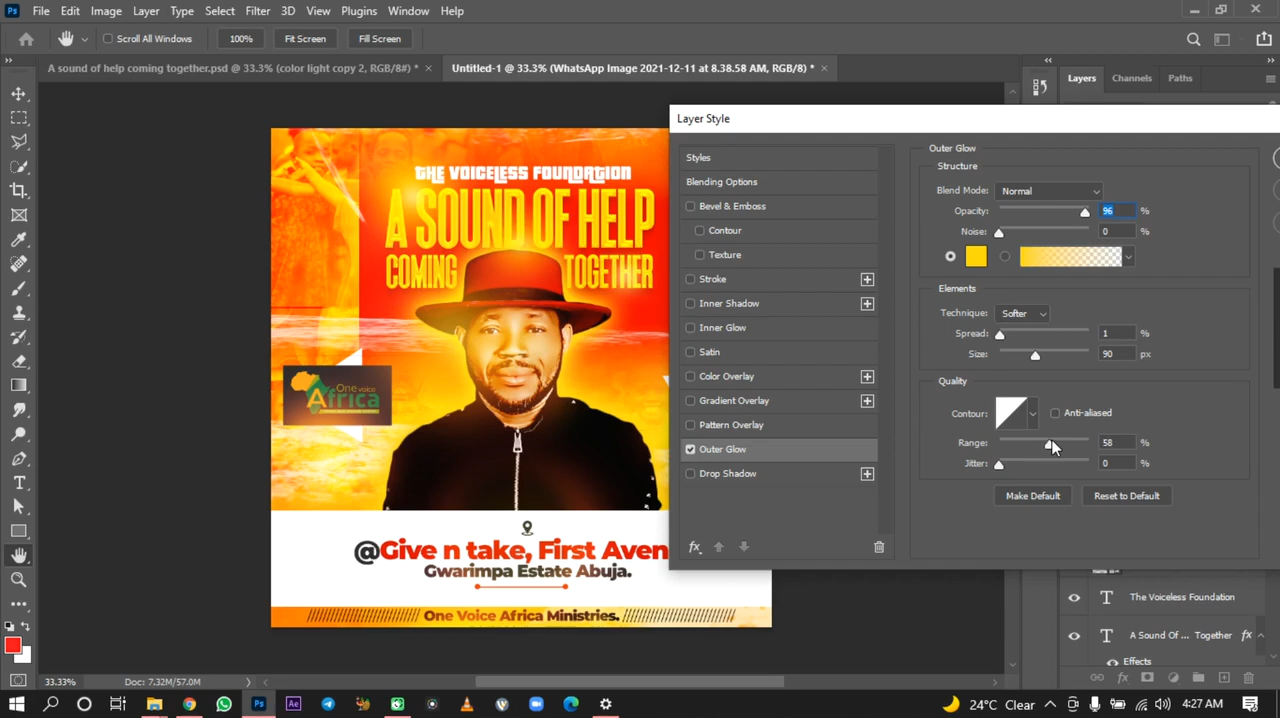 Ps File Edit Image Layer Type Select Filter 3D View Plugins Window Help
Scroll All Windows 100% Fit Screen Fill Screen
A sound of help coming together.psd @ 33.3% (color light copy 2, RGB/8#) *
Untitled-1 @ 33.3% (WhatsApp Image 2021-12-11 at 8.38.58 AM, RGB/8) *
Layers Channels Paths
THE VOICELESS FOUNDATION
A SOUND OF HELP
COMING TOGETHER
One voice
Africa
@Give n take, First Aven
Gwarimpa Estate Abuja.
One Voice Africa Ministries.
Layer Style
Styles
Blending Options
Bevel & Emboss
Contour
Texture
Stroke
Inner Shadow
Inner Glow
Satin
Color Overlay
Gradient Overlay
Pattern Overlay
Outer Glow
Drop Shadow
fx
Outer Glow
Structure
Blend Mode: Normal
Opacity: 96 %
Noise: 0 %
Elements
Technique: Softer
Spread: 1 %
Size: 90 px
Quality
Contour: Anti-aliased
Range: 58 %
Jitter: 0 %
Make Default Reset to Default
T The Voiceless Foundation
T A Sound Of ... Together fx
Effects
fx
33.33% Doc: 7.32M/57.0M
Ps Ae 24°C Clear 4:27 AM